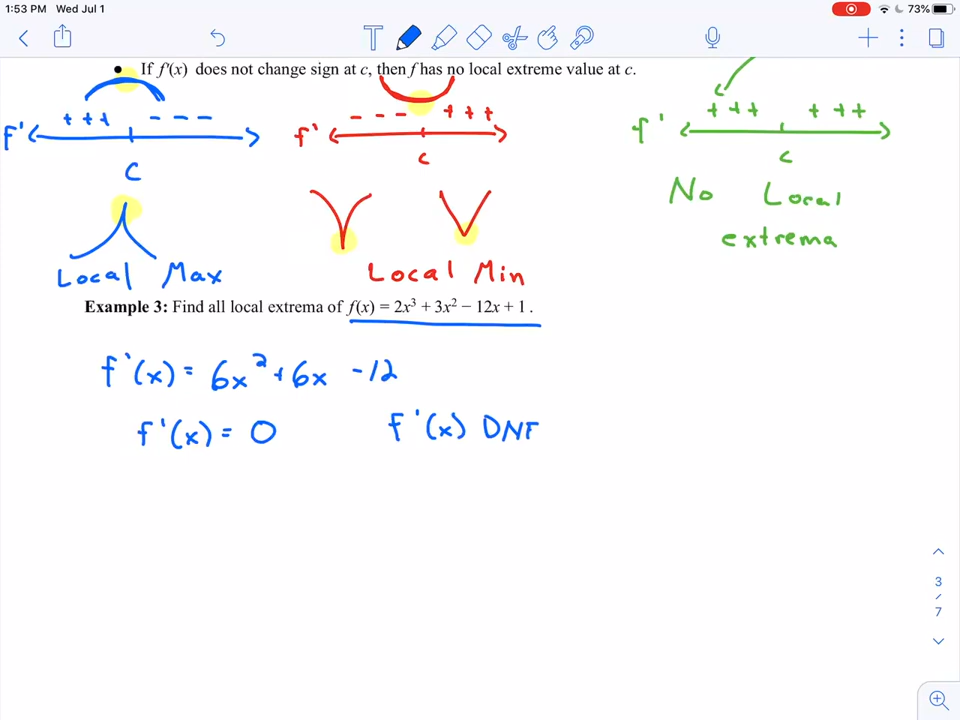 1:53 PM Wed Jul 1
73%
T
• If f'(x) does not change sign at c, then f has no local extreme value at c.
+ + + - - -
f'
c
Local Max
- - - + + +
f'
c
Local Min
+ + + + + +
f'
c
No Local
extrema
Example 3: Find all local extrema of f(x) = 2x³ + 3x² − 12x + 1 .
f'(x) = 6x² + 6x - 12
f'(x) = 0 f'(x) DNE
3
/
7